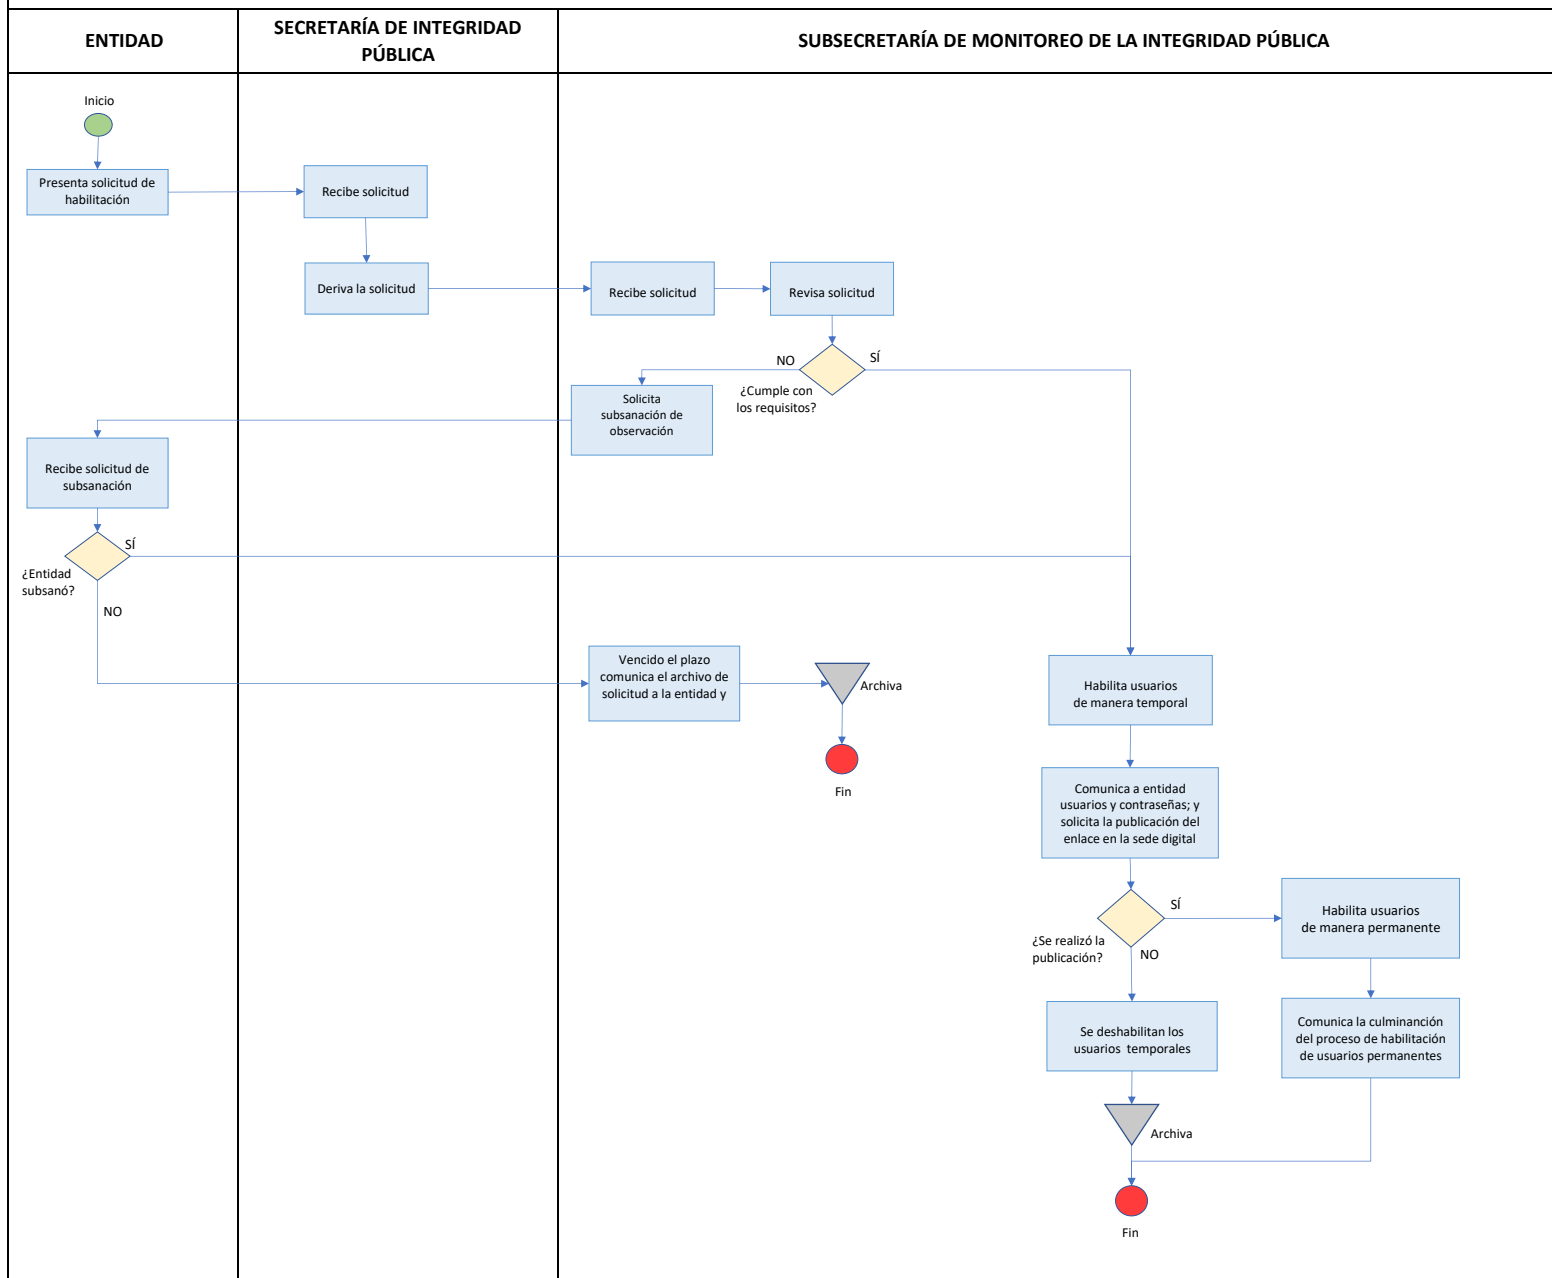 ENTIDAD
SECRETARÍA DE INTEGRIDAD
PÚBLICA
SUBSECRETARÍA DE MONITOREO DE LA INTEGRIDAD PÚBLICA
Inicio
Presenta solicitud de
habilitación
Recibe solicitud
Deriva la solicitud
Recibe solicitud
Revisa solicitud
NO
SÍ
¿Cumple con
los requisitos?
Solicita
subsanación de
observación
Recibe solicitud de
subsanación
SÍ
¿Entidad
subsanó?
NO
Vencido el plazo
comunica el archivo de
solicitud a la entidad y
Archiva
Fin
Habilita usuarios
de manera temporal
Comunica a entidad
usuarios y contraseñas; y
solicita la publicación del
enlace en la sede digital
SÍ
¿Se realizó la
publicación?
NO
Habilita usuarios
de manera permanente
Se deshabilitan los
usuarios temporales
Comunica la culminanción
del proceso de habilitación
de usuarios permanentes
Archiva
Fin